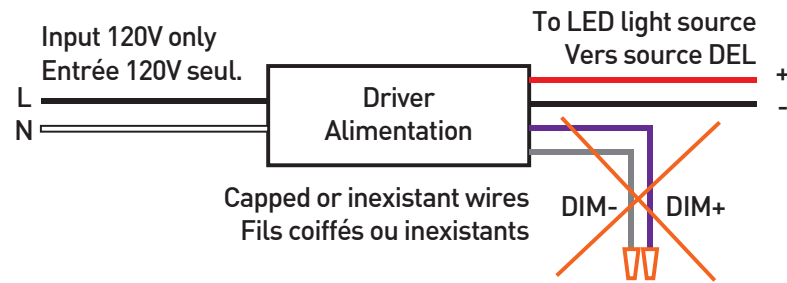 Input 120V only
Entrée 120V seul.
L
N
Driver
Alimentation
To LED light source
Vers source DEL
+
-
Capped or inexistant wires
Fils coiffés ou inexistants
DIM-
DIM+